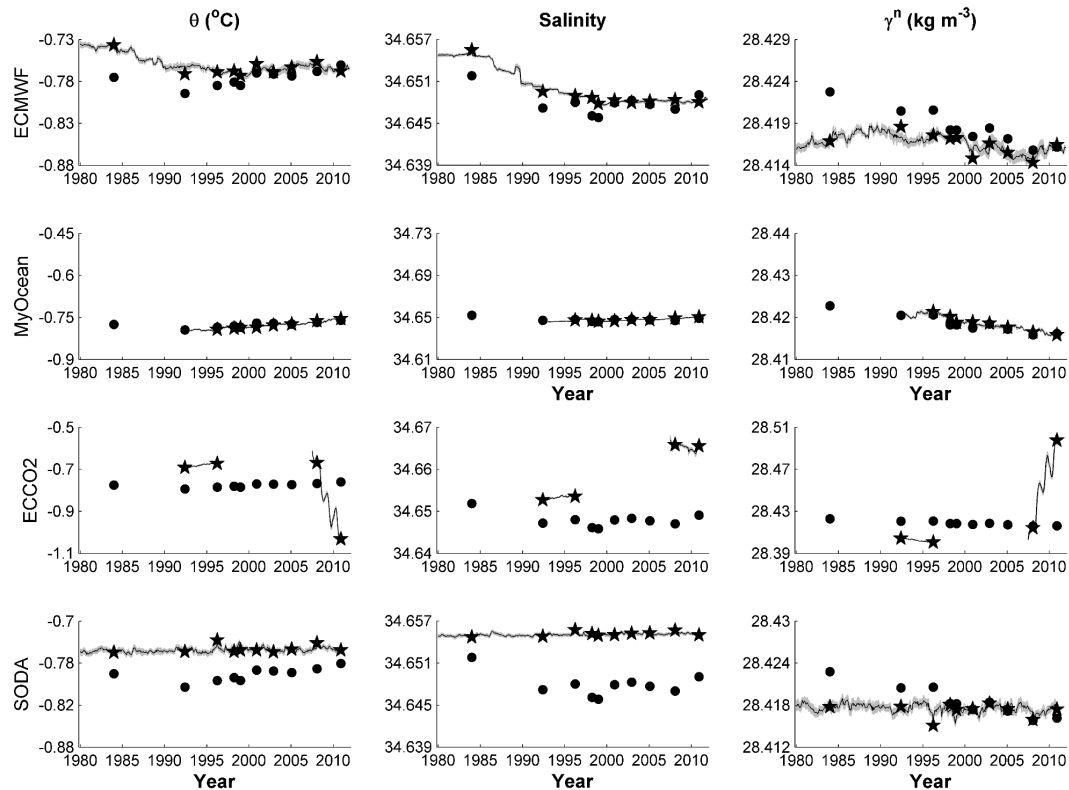 θ (°C) Salinity γⁿ (kg m⁻³)
ECMWF
-0.73 34.657 28.429
-0.78 34.651 28.424
-0.83 34.645 28.419
-0.88 34.639 28.414
1980 1985 1990 1995 2000 2005 2010 1980 1985 1990 1995 2000 2005 2010 1980 1985 1990 1995 2000 2005 2010
MyOcean
-0.45 34.73 28.44
-0.6 34.69 28.43
-0.75 34.65 28.42
-0.9 34.61 28.41
1980 1985 1990 1995 2000 2005 2010 1980 1985 1990 1995 2000 2005 2010 1980 1985 1990 1995 2000 2005 2010
Year Year
ECCO2
-0.5 34.67 28.51
-0.7 34.66 28.47
-0.9 34.65 28.43
-1.1 34.64 28.39
1980 1985 1990 1995 2000 2005 2010 1980 1985 1990 1995 2000 2005 2010 1980 1985 1990 1995 2000 2005 2010
SODA
-0.7 34.657 28.43
-0.78 34.651 28.424
-0.82 34.645 28.418
-0.88 34.639 28.412
1980 1985 1990 1995 2000 2005 2010 1980 1985 1990 1995 2000 2005 2010 1980 1985 1990 1995 2000 2005 2010
Year Year Year